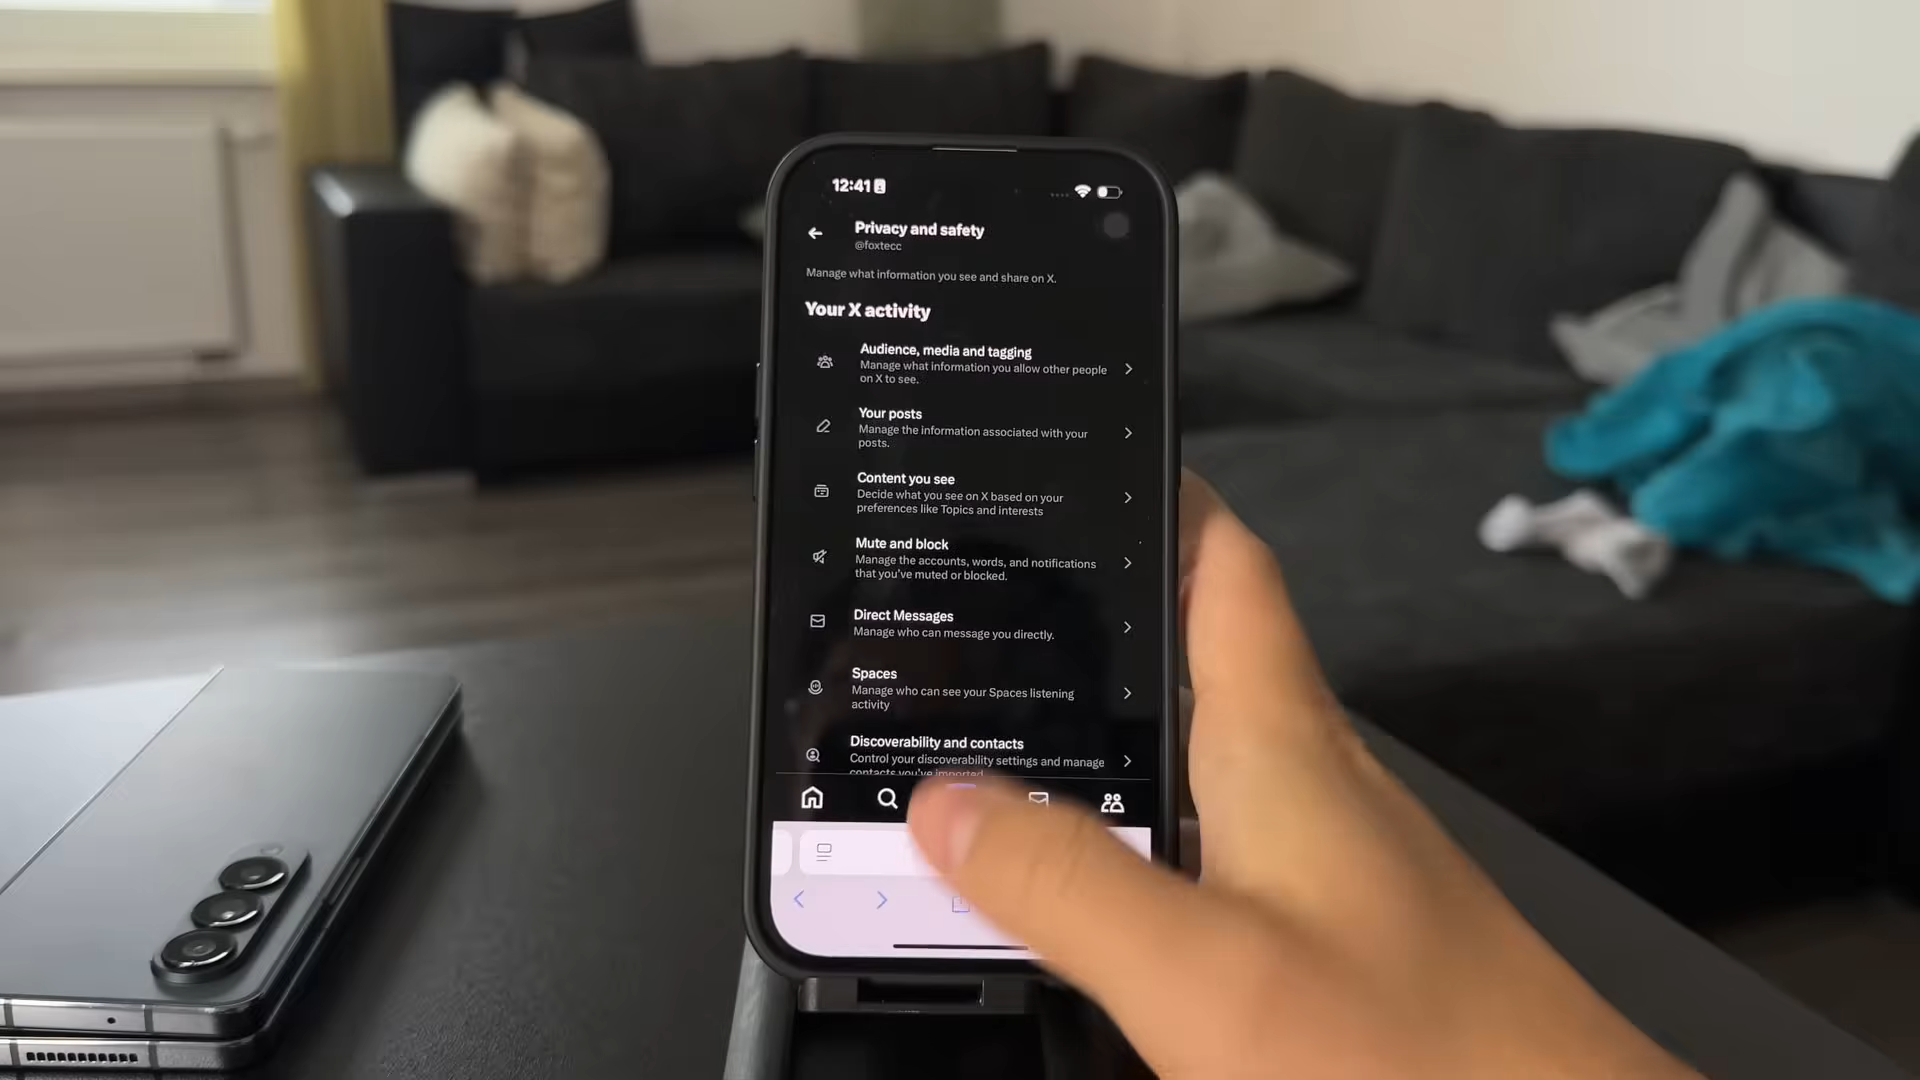 12:41
Privacy and safety
@foxtecc
Manage what information you see and share on X.
Your X activity
Audience, media and tagging
Manage what information you allow other people
on X to see.
Your posts
Manage the information associated with your
posts.
Content you see
Decide what you see on X based on your
preferences like Topics and interests
Mute and block
Manage the accounts, words, and notifications
that you've muted or blocked.
Direct Messages
Manage who can message you directly.
Spaces
Manage who can see your Spaces listening
activity
Discoverability and contacts
Control your discoverability settings and manage
contacts you've imported.